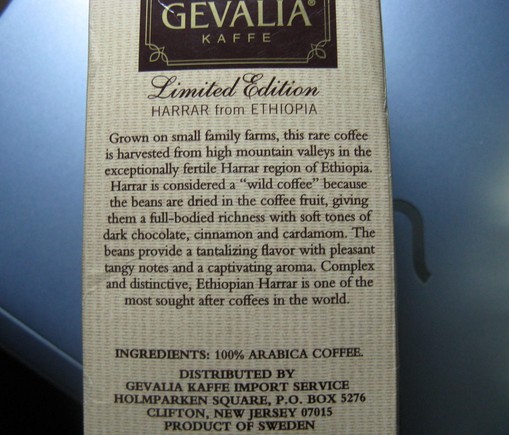 GEVALIA®
KAFFE
Limited Edition
HARRAR from ETHIOPIA
Grown on small family farms, this rare coffee
is harvested from high mountain valleys in the
exceptionally fertile Harrar region of Ethiopia.
Harrar is considered a “wild coffee” because
the beans are dried in the coffee fruit, giving
them a full-bodied richness with soft tones of
dark chocolate, cinnamon and cardamom. The
beans provide a tantalizing flavor with pleasant
tangy notes and a captivating aroma. Complex
and distinctive, Ethiopian Harrar is one of the
most sought after coffees in the world.
INGREDIENTS: 100% ARABICA COFFEE.
DISTRIBUTED BY
GEVALIA KAFFE IMPORT SERVICE
HOLMPARKEN SQUARE, P.O. BOX 5276
CLIFTON, NEW JERSEY 07015
PRODUCT OF SWEDEN